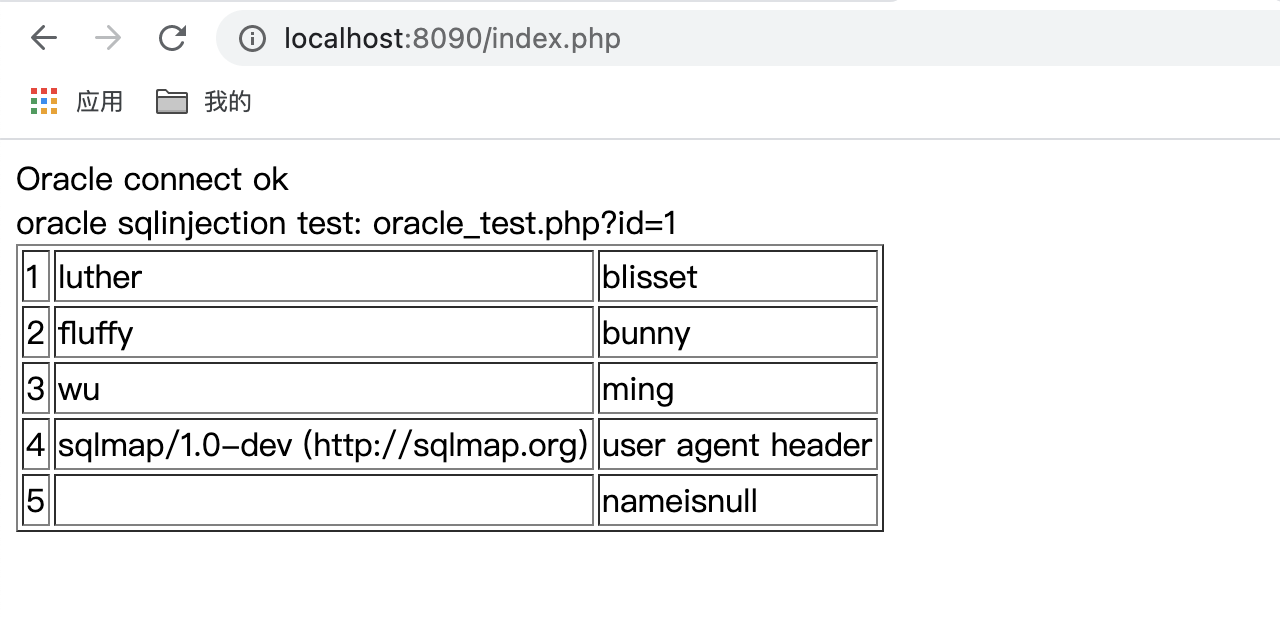 localhost:8090/index.php
应用 我的
Oracle connect ok
oracle sqlinjection test: oracle_test.php?id=1
1 luther blisset
2 fluffy bunny
3 wu ming
4 sqlmap/1.0-dev (http://sqlmap.org) user agent header
5 nameisnull